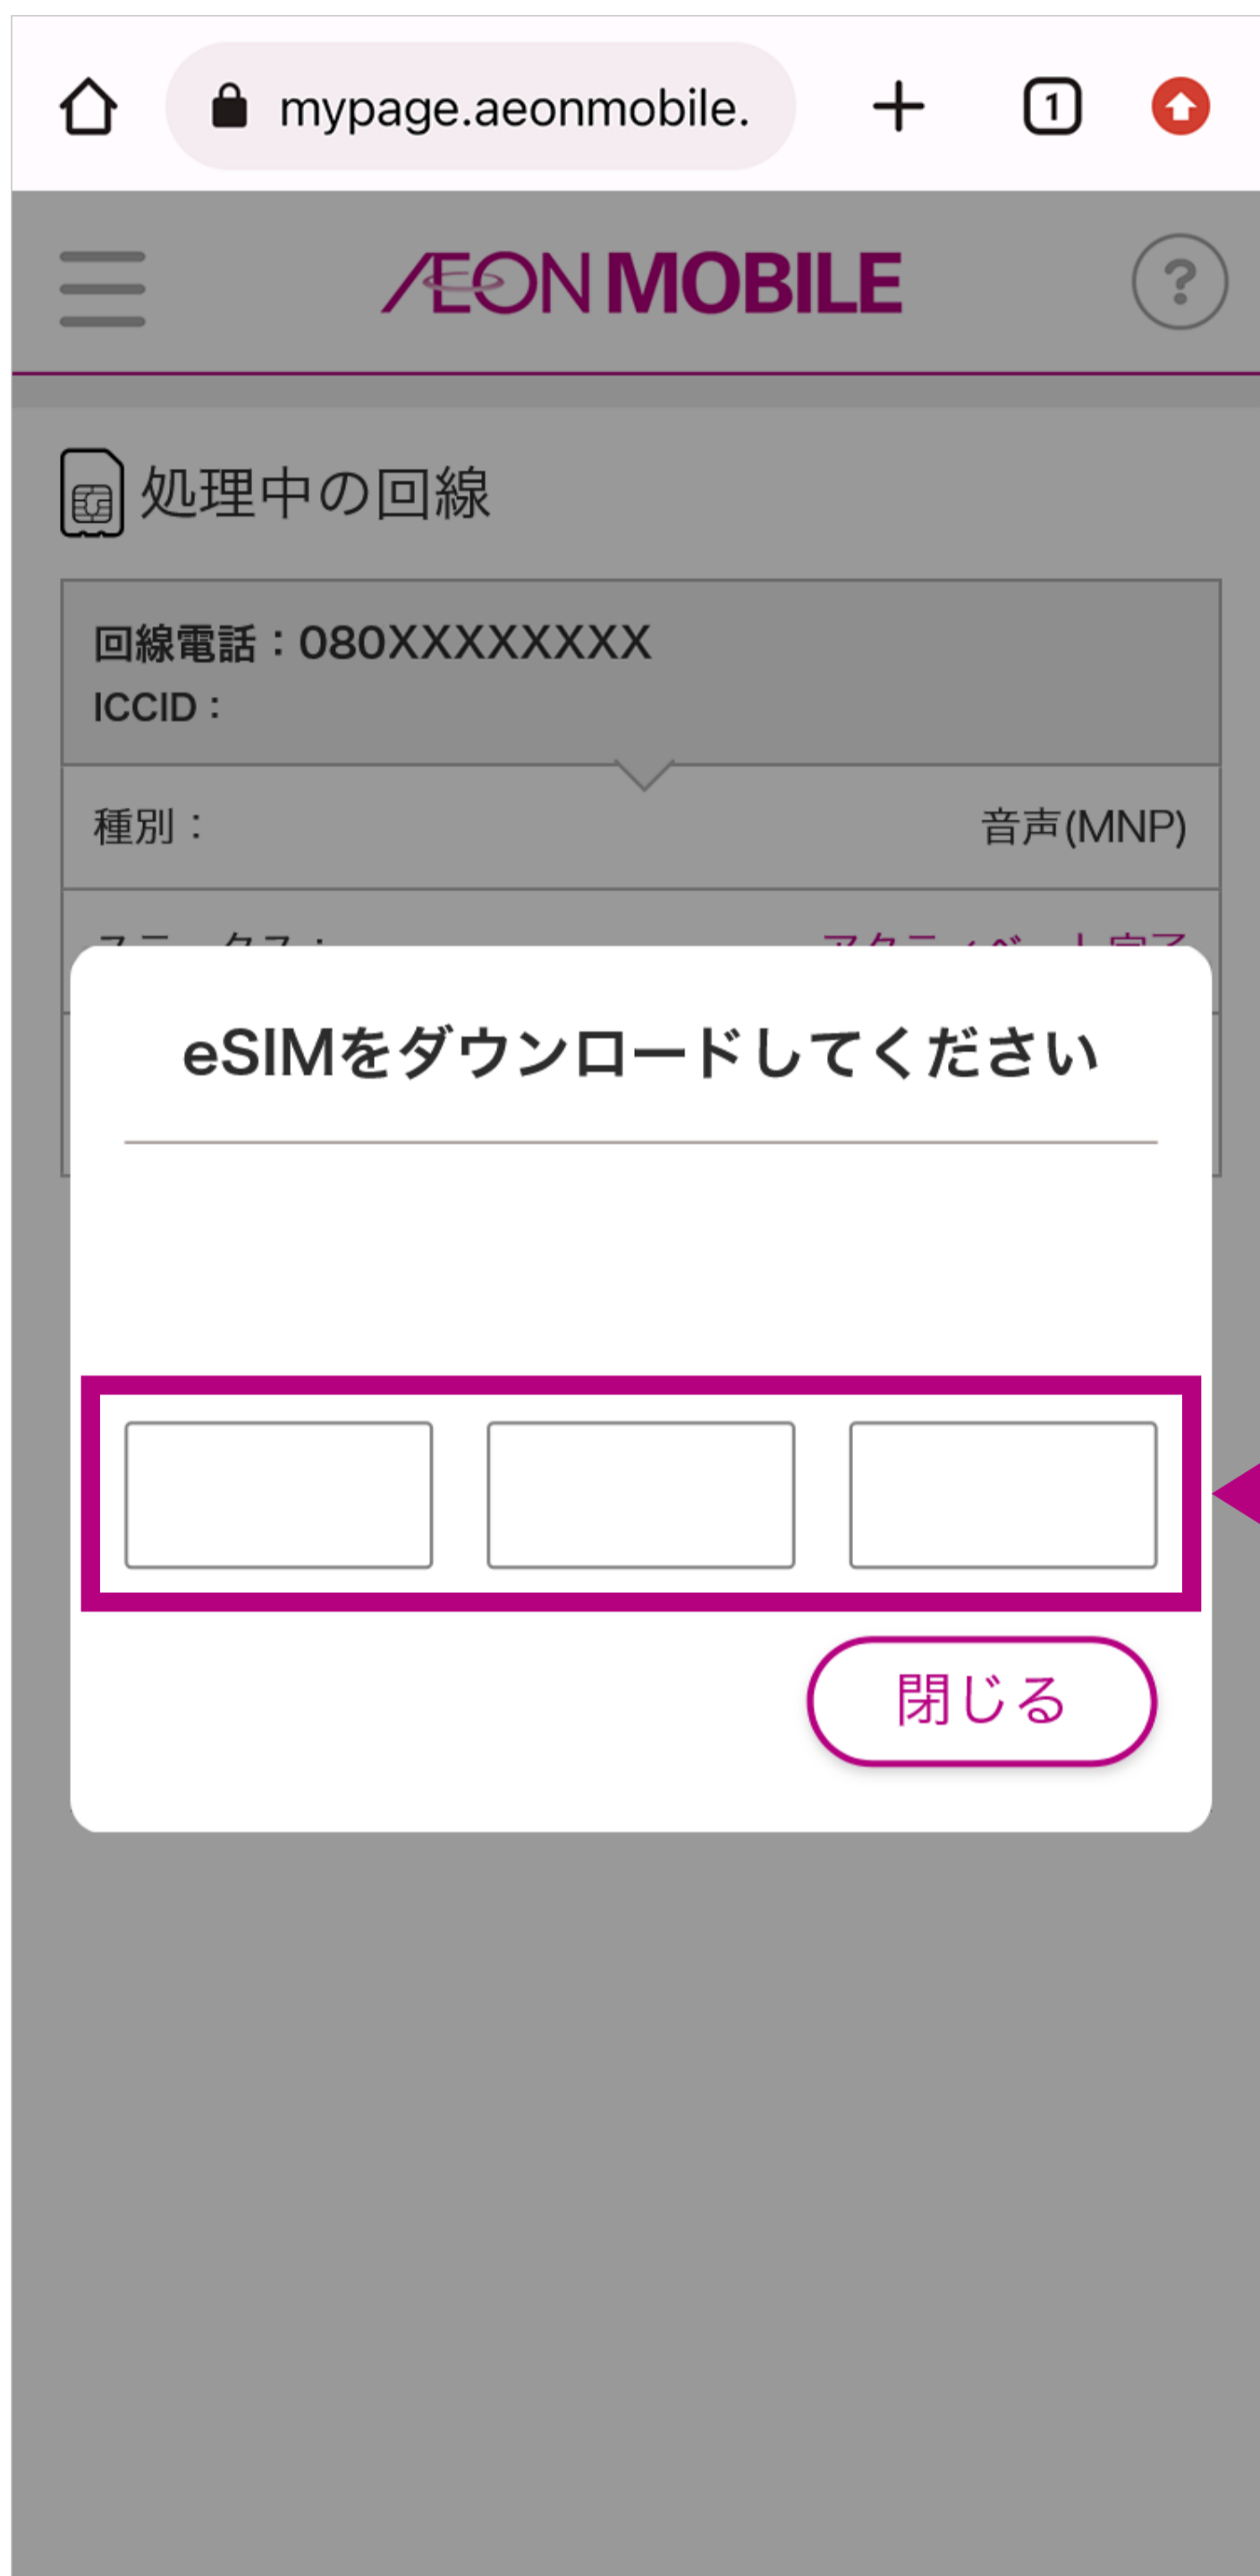 mypage.aeonmobile.
1
ÆON MOBILE
?
処理中の回線
回線電話：080XXXXXXXX
ICCID：
種別：
音声(MNP)
eSIMをダウンロードしてください
閉じる